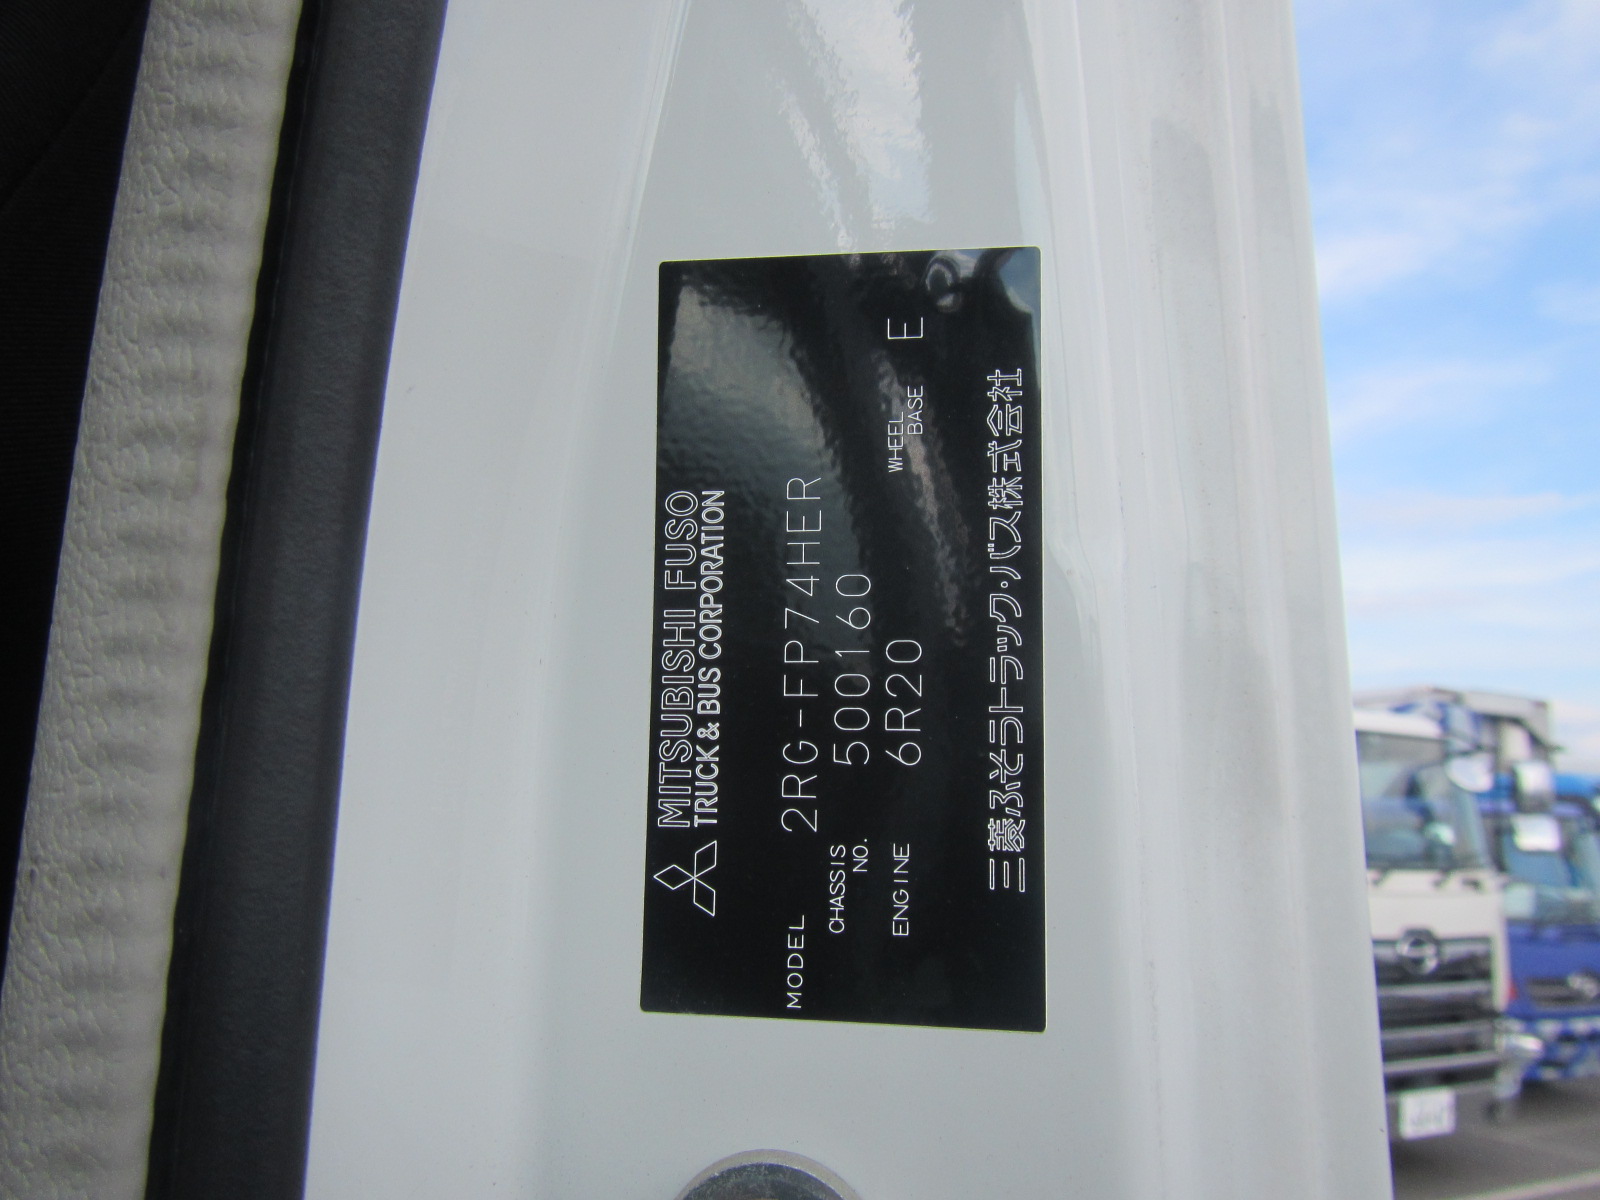 MITSUBISHI FUSO
TRUCK & BUS CORPORATION
MODEL 2RG-FP74HER
CHASSIS NO. 500160
ENGINE 6R20 WHEEL BASE E
三菱ふそうトラック・バス株式会社